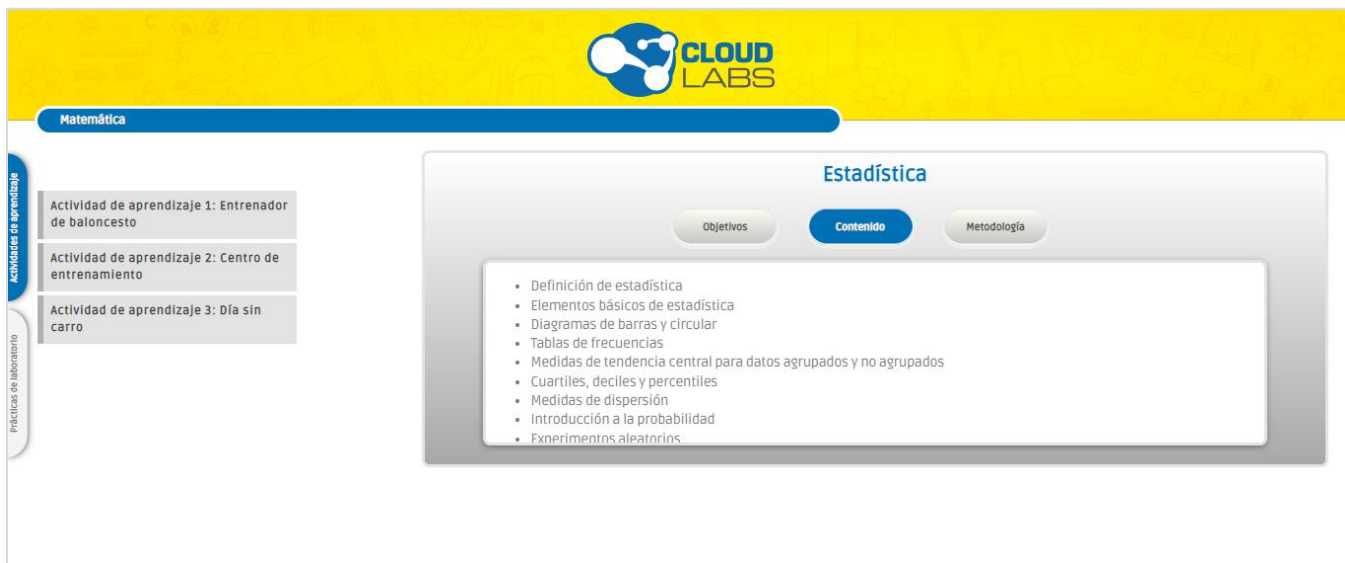 CLOUD
LABS
Matemática
Actividades de aprendizaje
Prácticas de laboratorio
Actividad de aprendizaje 1: Entrenador
de baloncesto
Actividad de aprendizaje 2: Centro de
entrenamiento
Actividad de aprendizaje 3: Día sin
carro
Estadística
Objetivos
Contenido
Metodología
• Definición de estadística
• Elementos básicos de estadística
• Diagramas de barras y circular
• Tablas de frecuencias
• Medidas de tendencia central para datos agrupados y no agrupados
• Cuartiles, deciles y percentiles
• Medidas de dispersión
• Introducción a la probabilidad
• Experimentos aleatorios